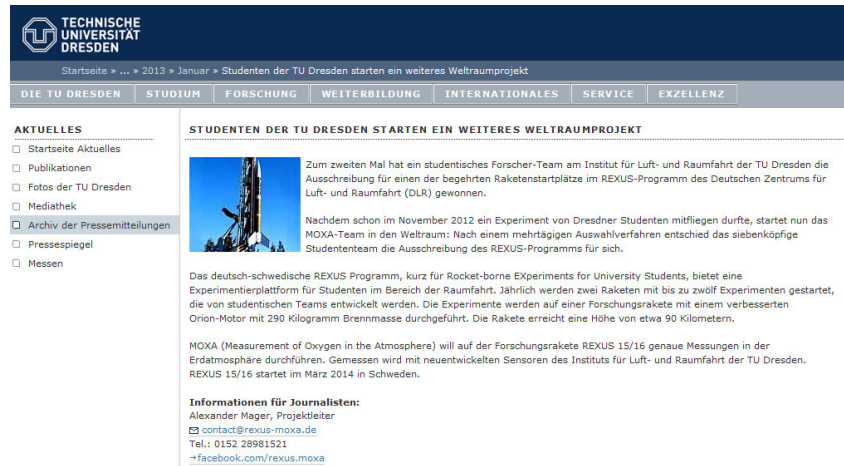 TECHNISCHE
UNIVERSITÄT
DRESDEN
Startseite » ... » 2013 » Januar » Studenten der TU Dresden starten ein weiteres Weltraumprojekt
DIE TU DRESDEN STUDIUM FORSCHUNG WEITERBILDUNG INTERNATIONALES SERVICE EXZELLENZ
AKTUELLES
Startseite Aktuelles
Publikationen
Fotos der TU Dresden
Mediathek
Archiv der Pressemitteilungen
Pressespiegel
Messen
STUDENTEN DER TU DRESDEN STARTEN EIN WEITERES WELTRAUMPROJEKT
Zum zweiten Mal hat ein studentisches Forscher-Team am Institut für Luft- und Raumfahrt der TU Dresden die
Ausschreibung für einen der begehrten Raketenstartplätze im REXUS-Programm des Deutschen Zentrums für
Luft- und Raumfahrt (DLR) gewonnen.
Nachdem schon im November 2012 ein Experiment von Dresdner Studenten mitfliegen durfte, startet nun das
MOXA-Team in den Weltraum: Nach einem mehrtägigen Auswahlverfahren entschied das siebenköpfige
Studententeam die Ausschreibung des REXUS-Programms für sich.
Das deutsch-schwedische REXUS Programm, kurz für Rocket-borne EXperiments for University Students, bietet eine
Experimentierplattform für Studenten im Bereich der Raumfahrt. Jährlich werden zwei Raketen mit bis zu zwölf Experimenten gestartet,
die von studentischen Teams entwickelt werden. Die Experimente werden auf einer Forschungsrakete mit einem verbesserten
Orion-Motor mit 290 Kilogramm Brennmasse durchgeführt. Die Rakete erreicht eine Höhe von etwa 90 Kilometern.
MOXA (Measurement of Oxygen in the Atmosphere) will auf der Forschungsrakete REXUS 15/16 genaue Messungen in der
Erdatmosphäre durchführen. Gemessen wird mit neuentwickelten Sensoren des Instituts für Luft- und Raumfahrt der TU Dresden.
REXUS 15/16 startet im März 2014 in Schweden.
Informationen für Journalisten:
Alexander Mager, Projektleiter
contact@rexus-moxa.de
Tel.: 0152 28981521
→facebook.com/rexus.moxa